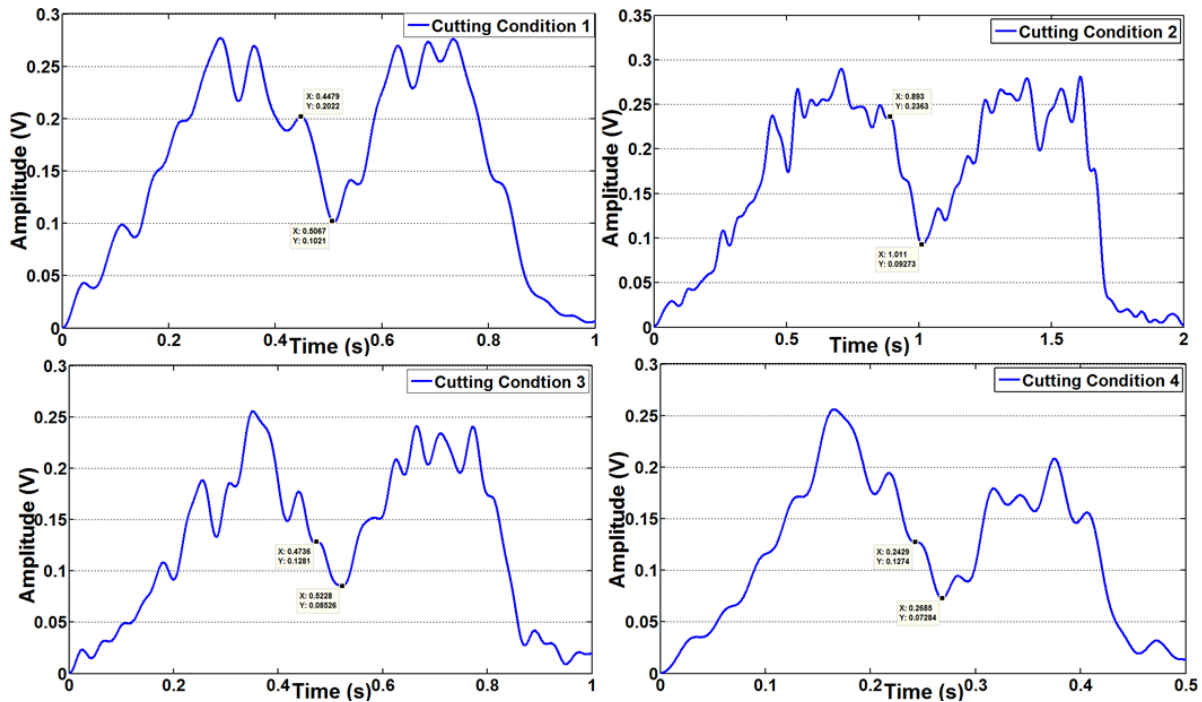 0.3
0.25
0.2
0.15
0.1
0.05
0
Amplitude (V)
Cutting Condition 1
X: 0.4479
Y: 0.2022
X: 0.5067
Y: 0.1021
0
0.2
0.4
0.6
0.8
1
Time (s)
0.35
0.3
0.25
0.2
0.15
0.1
0.05
0
Amplitude (V)
Cutting Condition 2
X: 0.893
Y: 0.2363
X: 1.011
Y: 0.09273
0
0.5
1
1.5
2
Time (s)
0.3
0.25
0.2
0.15
0.1
0.05
0
Amplitude (V)
Cutting Condtion 3
X: 0.4736
Y: 0.1281
X: 0.5228
Y: 0.08526
0
0.2
0.4
0.6
0.8
1
Time (s)
0.3
0.25
0.2
0.15
0.1
0.05
0
Amplitude (V)
Cutting Condition 4
X: 0.2429
Y: 0.1274
X: 0.2685
Y: 0.07284
0
0.1
0.2
0.3
0.4
0.5
Time (s)